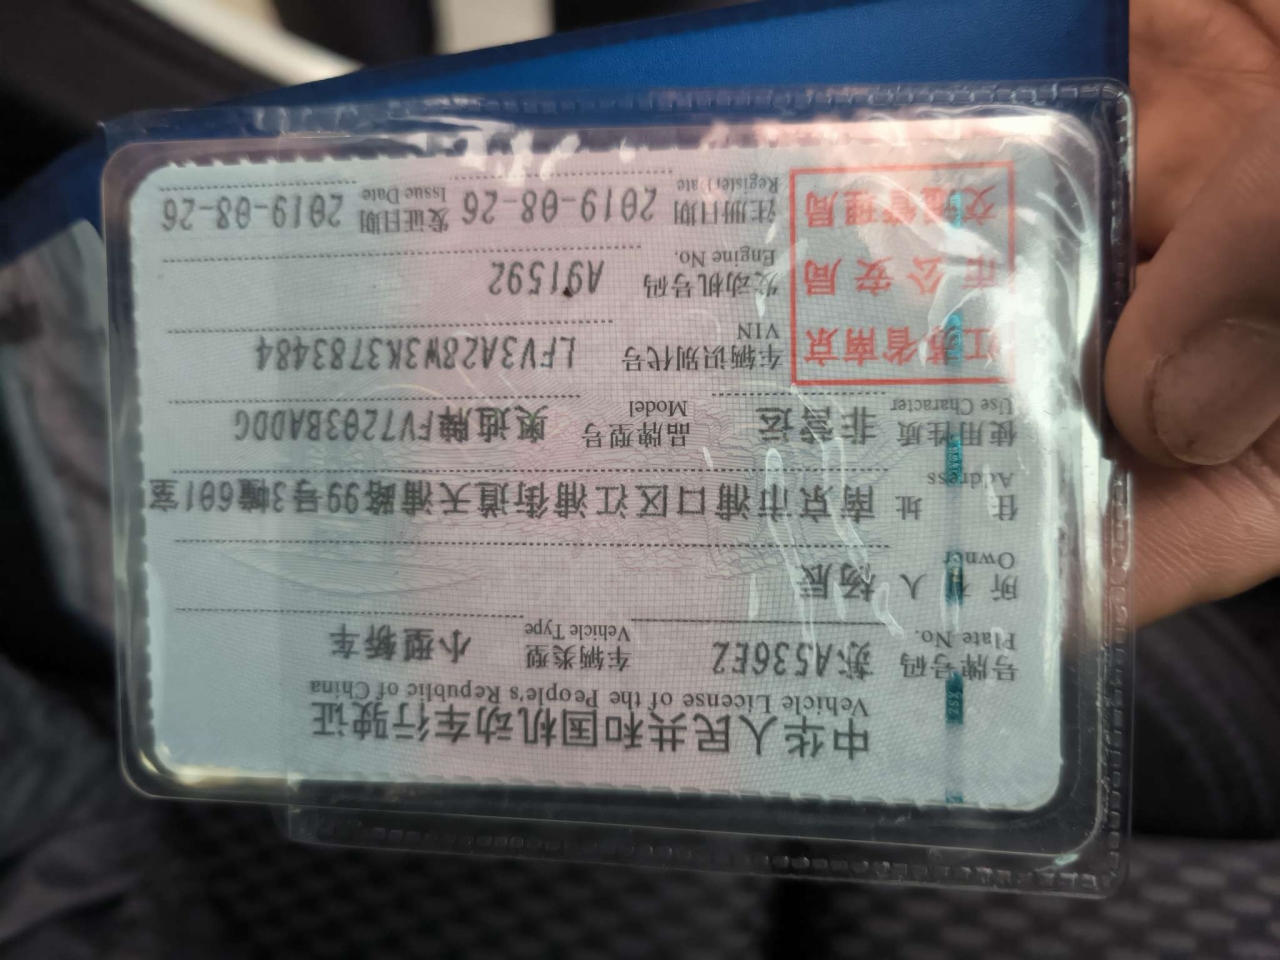 中华人民共和国机动车行驶证
Vehicle License of the People's Republic of China
号牌号码 苏A536E2 车辆类型 小型轿车
Plate No. Vehicle Type
所有人 杨辰
Owner
住址 南京市浦口区江浦街道天浦路99号3幢601室
Address
使用性质 非营运 品牌型号 奥迪牌FV7203BADDG
Use Character Model
江苏省南京
市公安局
交通管理局
车辆识别代号 LFV3A28W3K3783484
VIN
发动机号码 A91592
Engine No.
注册日期 2019-08-26 发证日期 2019-08-26
Register Date Issue Date